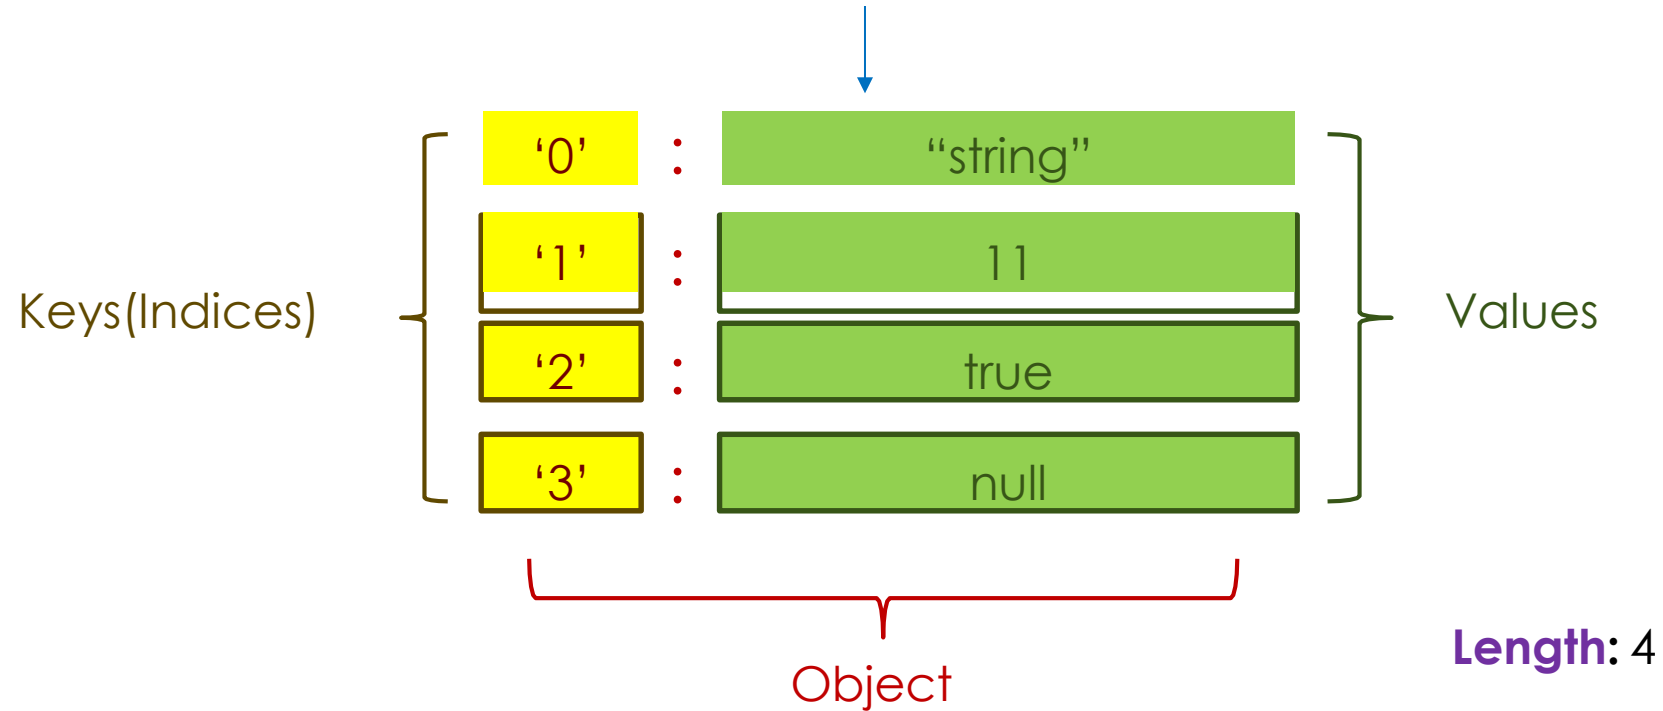 ‘0’ : “string”
‘1’ : 11
Keys(Indices)
Values
‘2’ : true
‘3’ : null
Length: 4
Object